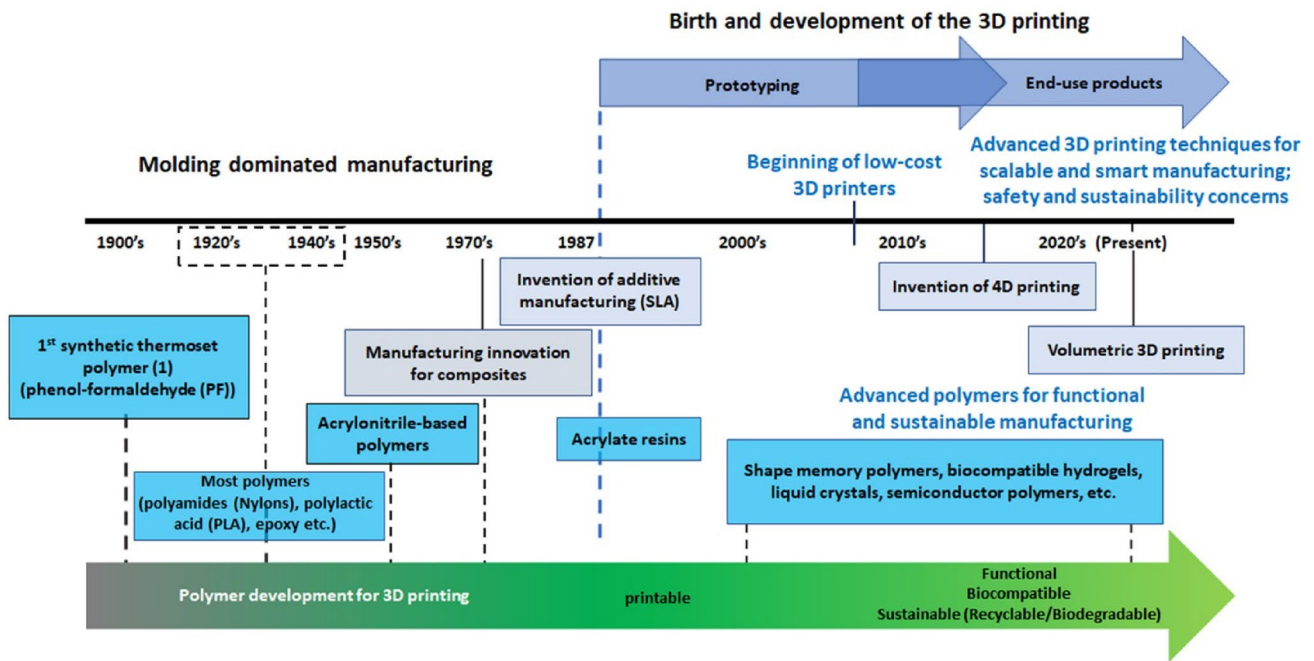 Birth and development of the 3D printing
Prototyping
End-use products
Molding dominated manufacturing
Beginning of low-cost
3D printers
Advanced 3D printing techniques for
scalable and smart manufacturing;
safety and sustainability concerns
1900's
1920's
1940's
1950's
1970's
1987
2000's
2010's
2020's (Present)
Invention of additive
manufacturing (SLA)
Invention of 4D printing
1st synthetic thermoset
polymer (1)
(phenol-formaldehyde (PF))
Manufacturing innovation
for composites
Volumetric 3D printing
Advanced polymers for functional
and sustainable manufacturing
Acrylonitrile-based
polymers
Acrylate resins
Most polymers
(polyamides (Nylons), polylactic
acid (PLA), epoxy etc.)
Shape memory polymers, biocompatible hydrogels,
liquid crystals, semiconductor polymers, etc.
Polymer development for 3D printing
printable
Functional
Biocompatible
Sustainable (Recyclable/Biodegradable)